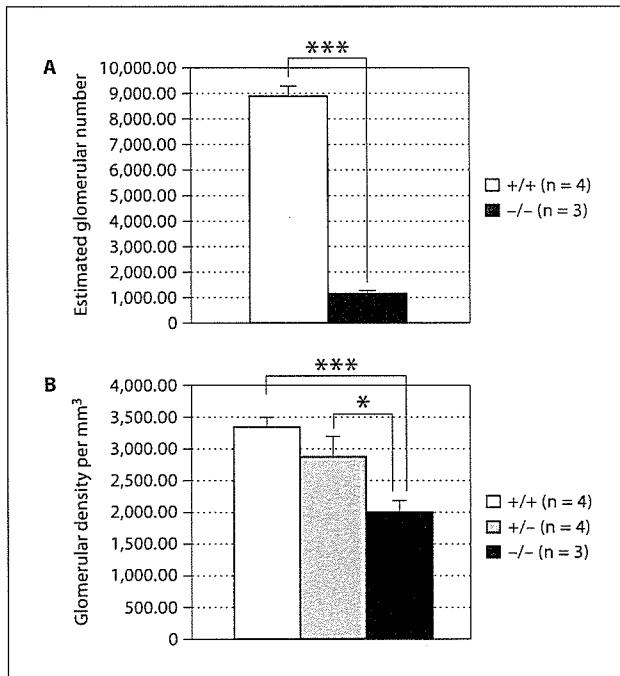 ***
A
Estimated glomerular number
10,000.00
9,000.00
8,000.00
7,000.00
6,000.00
5,000.00
4,000.00
3,000.00
2,000.00
1,000.00
0
+/+ (n = 4)
–/– (n = 3)
***
B
*
Glomerular density per mm³
4,000.00
3,500.00
3,000.00
2,500.00
2,000.00
1,500.00
1,000.00
500.00
0
+/+ (n = 4)
+/– (n = 4)
–/– (n = 3)